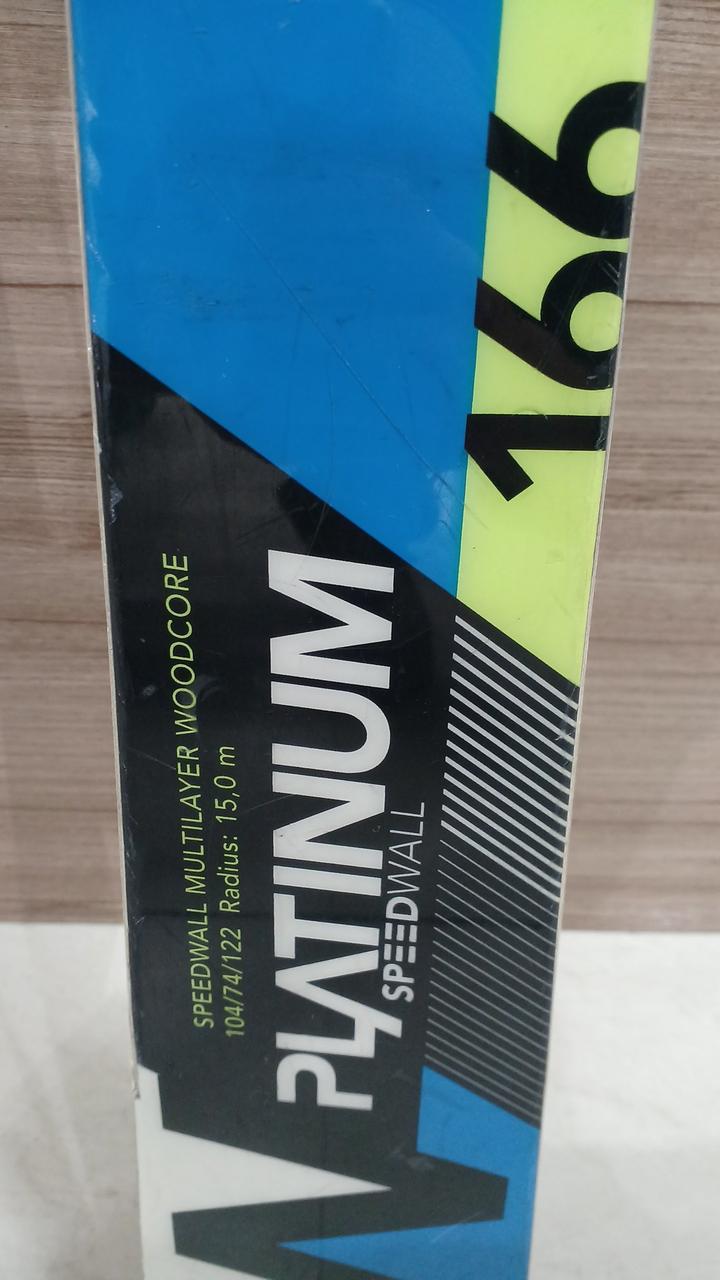 166
SPEEDWALL MULTILAYER WOODCORE
104/74/122 Radius: 15,0 m
PLATINUM
SPEEDWALL